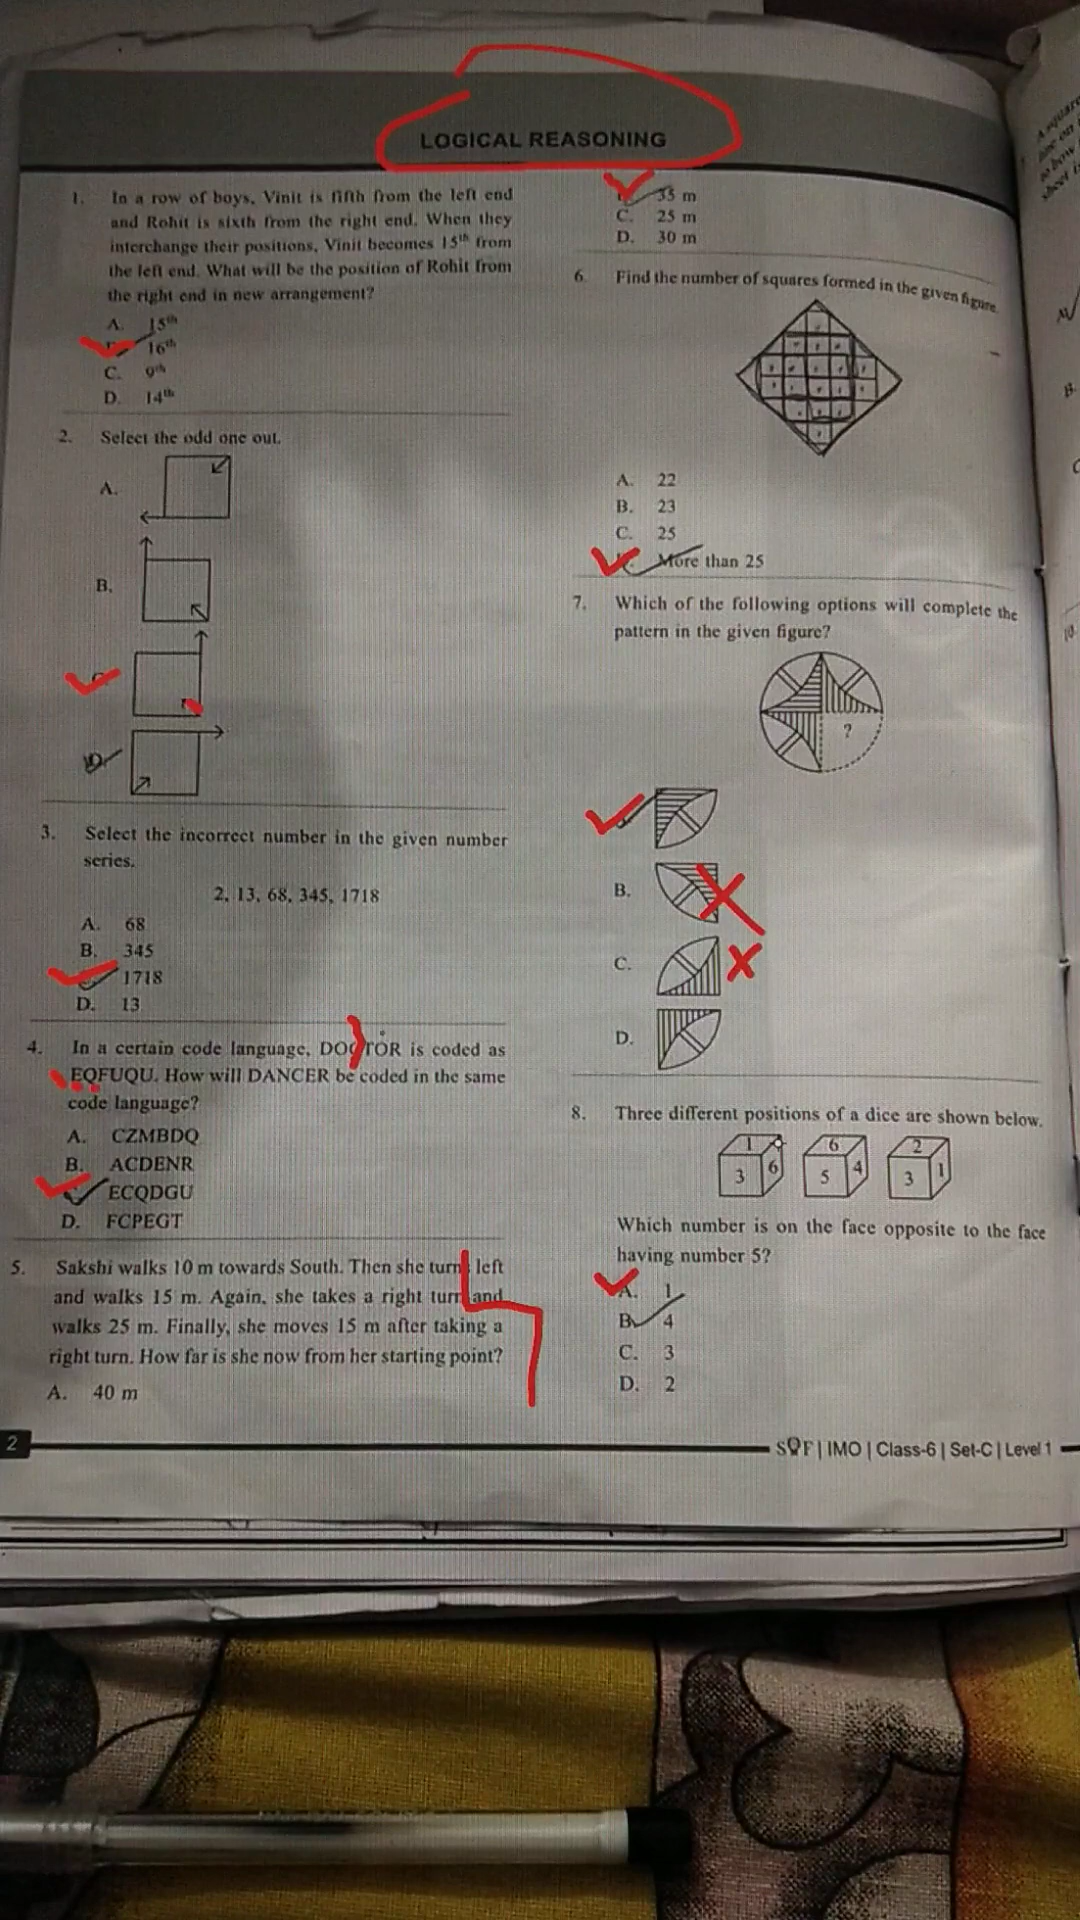 LOGICAL REASONING
1. In a row of boys, Vinit is fifth from the left end
and Rohit is sixth from the right end. When they
interchange their positions, Vinit becomes 15th from
the left end. What will be the position of Rohit from
the right end in new arrangement?
A. 15th
16th
C. 9th
D. 14th
2. Select the odd one out.
A.
B.
D
3. Select the incorrect number in the given number
series.
2, 13, 68, 345, 1718
A. 68
B. 345
1718
D. 13
4. In a certain code language, DOCTOR is coded as
EQFUQU. How will DANCER be coded in the same
code language?
A. CZMBDQ
B. ACDENR
ECQDGU
D. FCPEGT
5. Sakshi walks 10 m towards South. Then she turns left
and walks 15 m. Again, she takes a right turn and
walks 25 m. Finally, she moves 15 m after taking a
right turn. How far is she now from her starting point?
A. 40 m
35 m
C. 25 m
D. 30 m
6. Find the number of squares formed in the given figure.
A. 22
B. 23
C. 25
More than 25
7. Which of the following options will complete the
pattern in the given figure?
?
B.
C.
D.
8. Three different positions of a dice are shown below.
1 6 2
3 6 5 4 3 1
Which number is on the face opposite to the face
having number 5?
A. 1
B. 4
C. 3
D. 2
2
SOF | IMO | Class-6 | Set-C | Level 1